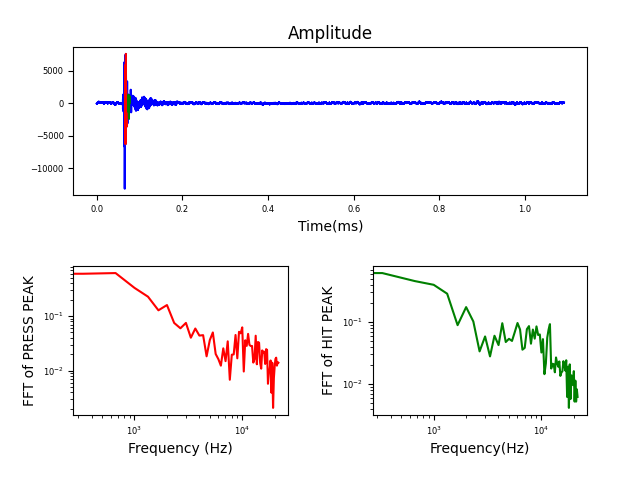 Amplitude
5000
0
−5000
−10000
0.0 0.2 0.4 0.6 0.8 1.0
Time(ms)
FFT of PRESS PEAK
10⁻¹
10⁻²
10³ 10⁴
Frequency (Hz)
FFT of HIT PEAK
10⁻¹
10⁻²
10³ 10⁴
Frequency(Hz)